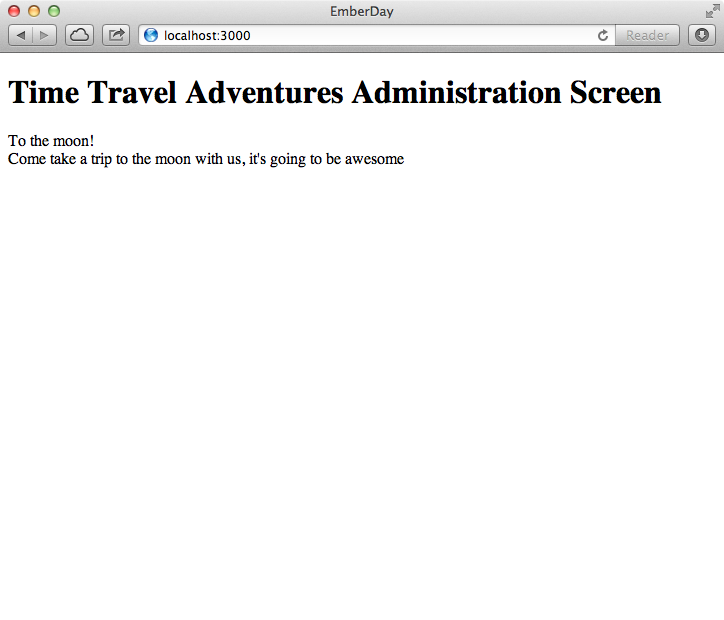 EmberDay
localhost:3000
Reader
Time Travel Adventures Administration Screen
To the moon!
Come take a trip to the moon with us, it's going to be awesome